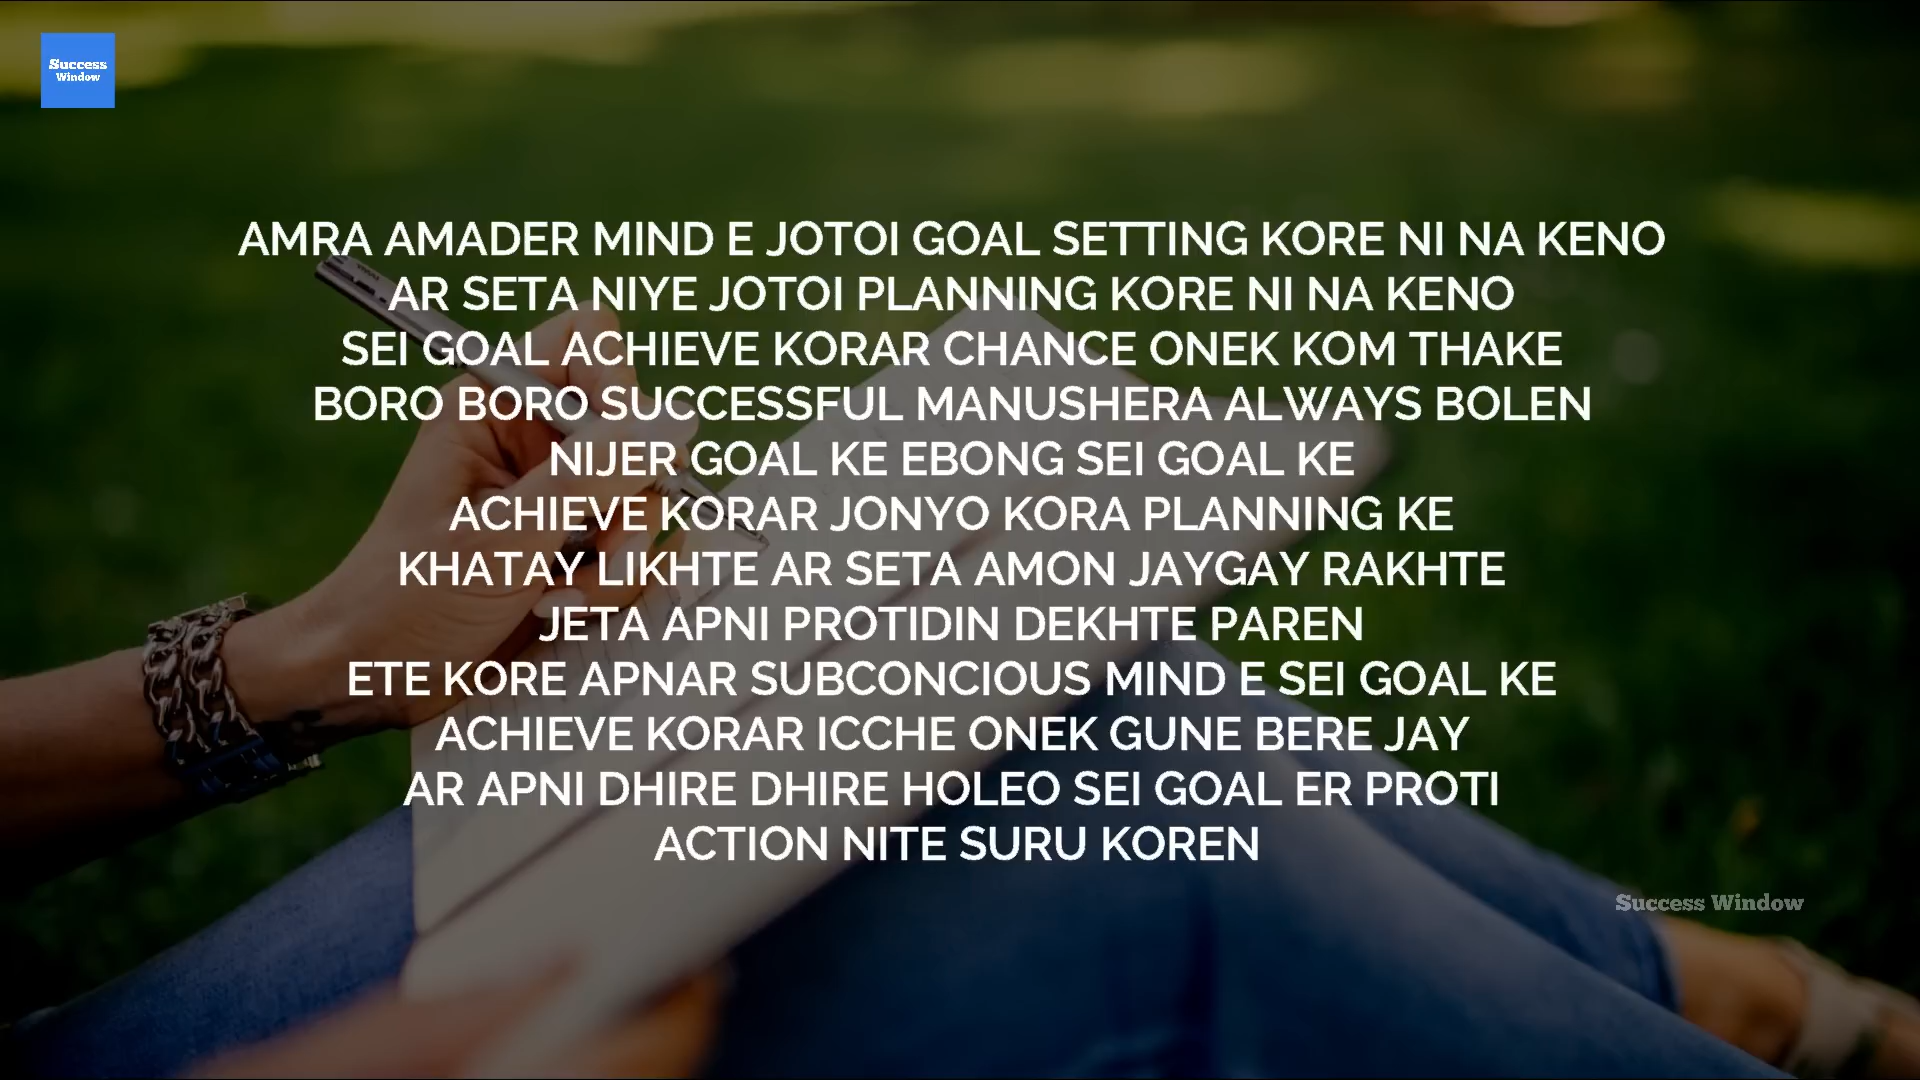 Success
Window
AMRA AMADER MIND E JOTOI GOAL SETTING KORE NI NA KENO
AR SETA NIYE JOTOI PLANNING KORE NI NA KENO
SEI GOAL ACHIEVE KORAR CHANCE ONEK KOM THAKE
BORO BORO SUCCESSFUL MANUSHERA ALWAYS BOLEN
NIJER GOAL KE EBONG SEI GOAL KE
ACHIEVE KORAR JONYO KORA PLANNING KE
KHATAY LIKHTE AR SETA AMON JAYGAY RAKHTE
JETA APNI PROTIDIN DEKHTE PAREN
ETE KORE APNAR SUBCONCIOUS MIND E SEI GOAL KE
ACHIEVE KORAR ICCHE ONEK GUNE BERE JAY
AR APNI DHIRE DHIRE HOLEO SEI GOAL ER PROTI
ACTION NITE SURU KOREN
Success Window